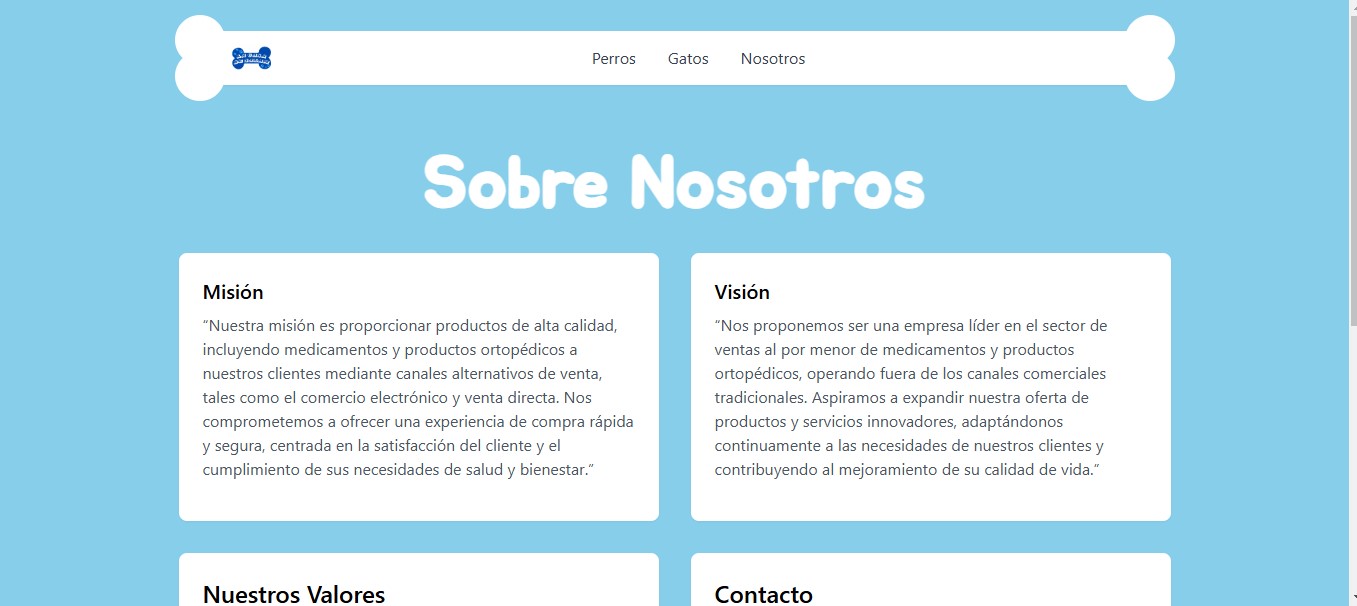 Perros Gatos Nosotros
Sobre Nosotros
Misión
“Nuestra misión es proporcionar productos de alta calidad,
incluyendo medicamentos y productos ortopédicos a
nuestros clientes mediante canales alternativos de venta,
tales como el comercio electrónico y venta directa. Nos
comprometemos a ofrecer una experiencia de compra rápida
y segura, centrada en la satisfacción del cliente y el
cumplimiento de sus necesidades de salud y bienestar.”
Visión
“Nos proponemos ser una empresa líder en el sector de
ventas al por menor de medicamentos y productos
ortopédicos, operando fuera de los canales comerciales
tradicionales. Aspiramos a expandir nuestra oferta de
productos y servicios innovadores, adaptándonos
continuamente a las necesidades de nuestros clientes y
contribuyendo al mejoramiento de su calidad de vida.”
Nuestros Valores
Contacto